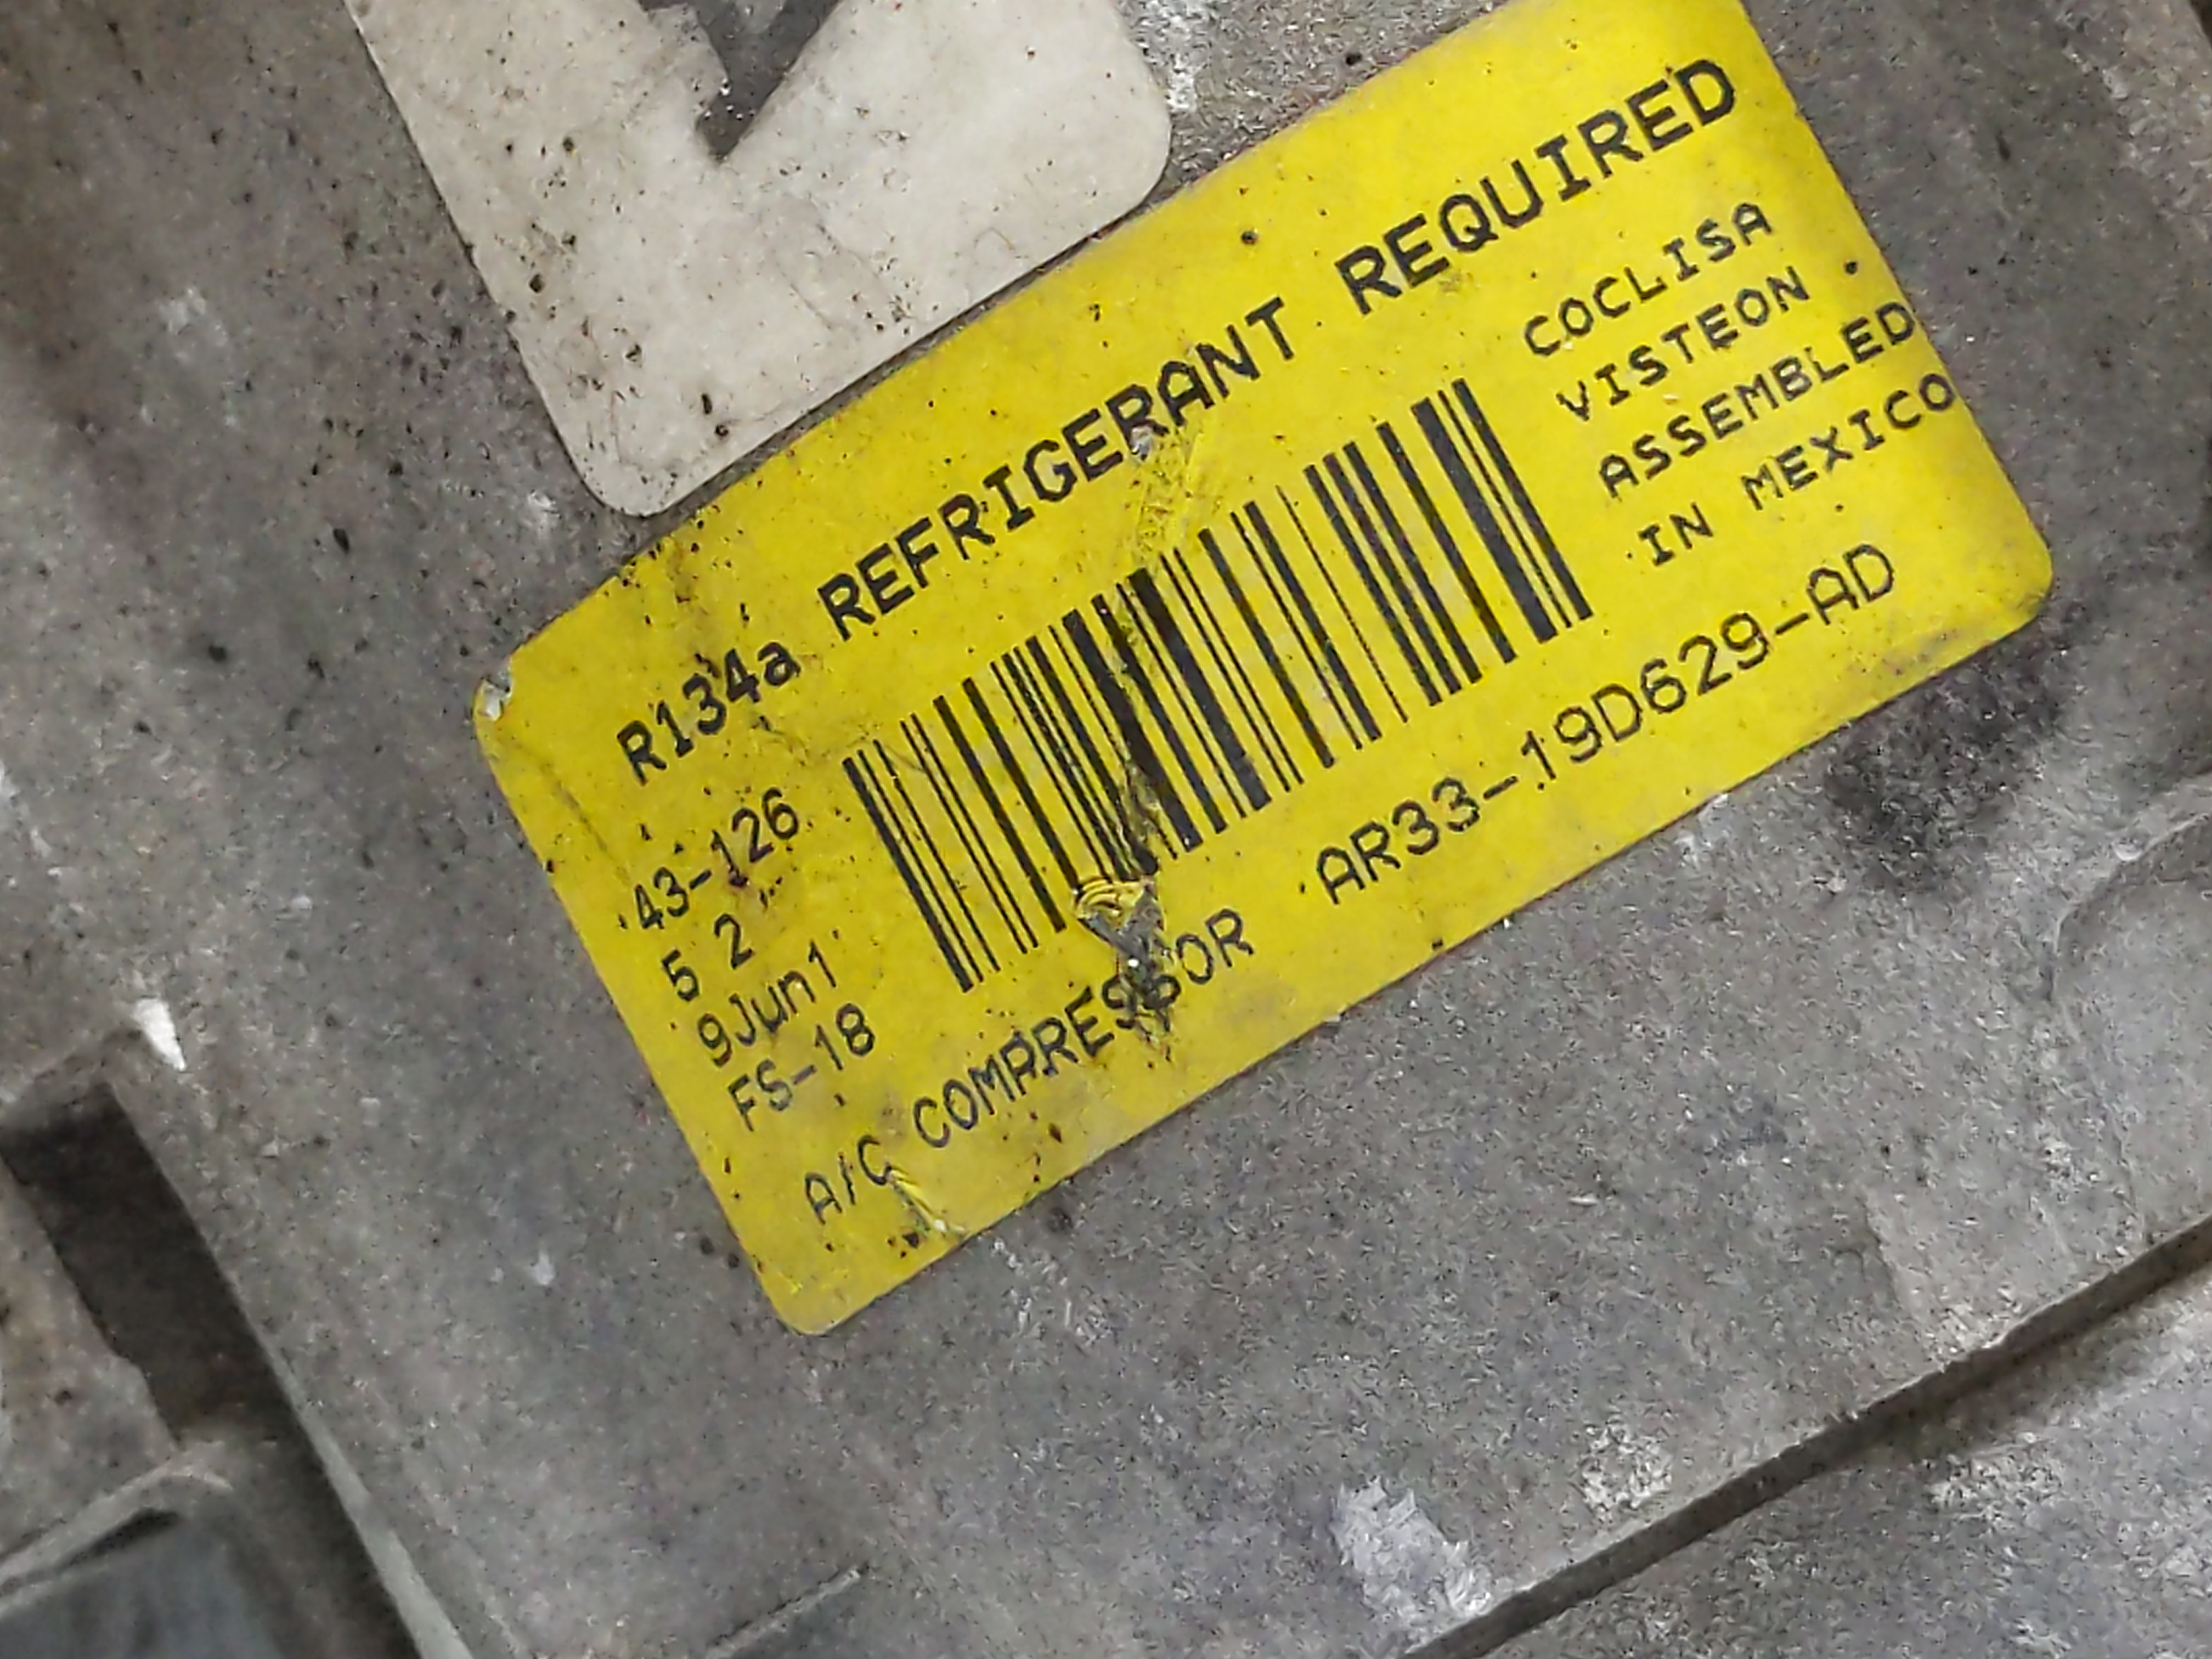 R134a REFRIGERANT REQUIRED
43-126
5 2
9Jun1
FS-18
COCLISA
VISTEON
ASSEMBLED
IN MEXICO
A/C COMPRESSOR AR33-19D629-AD